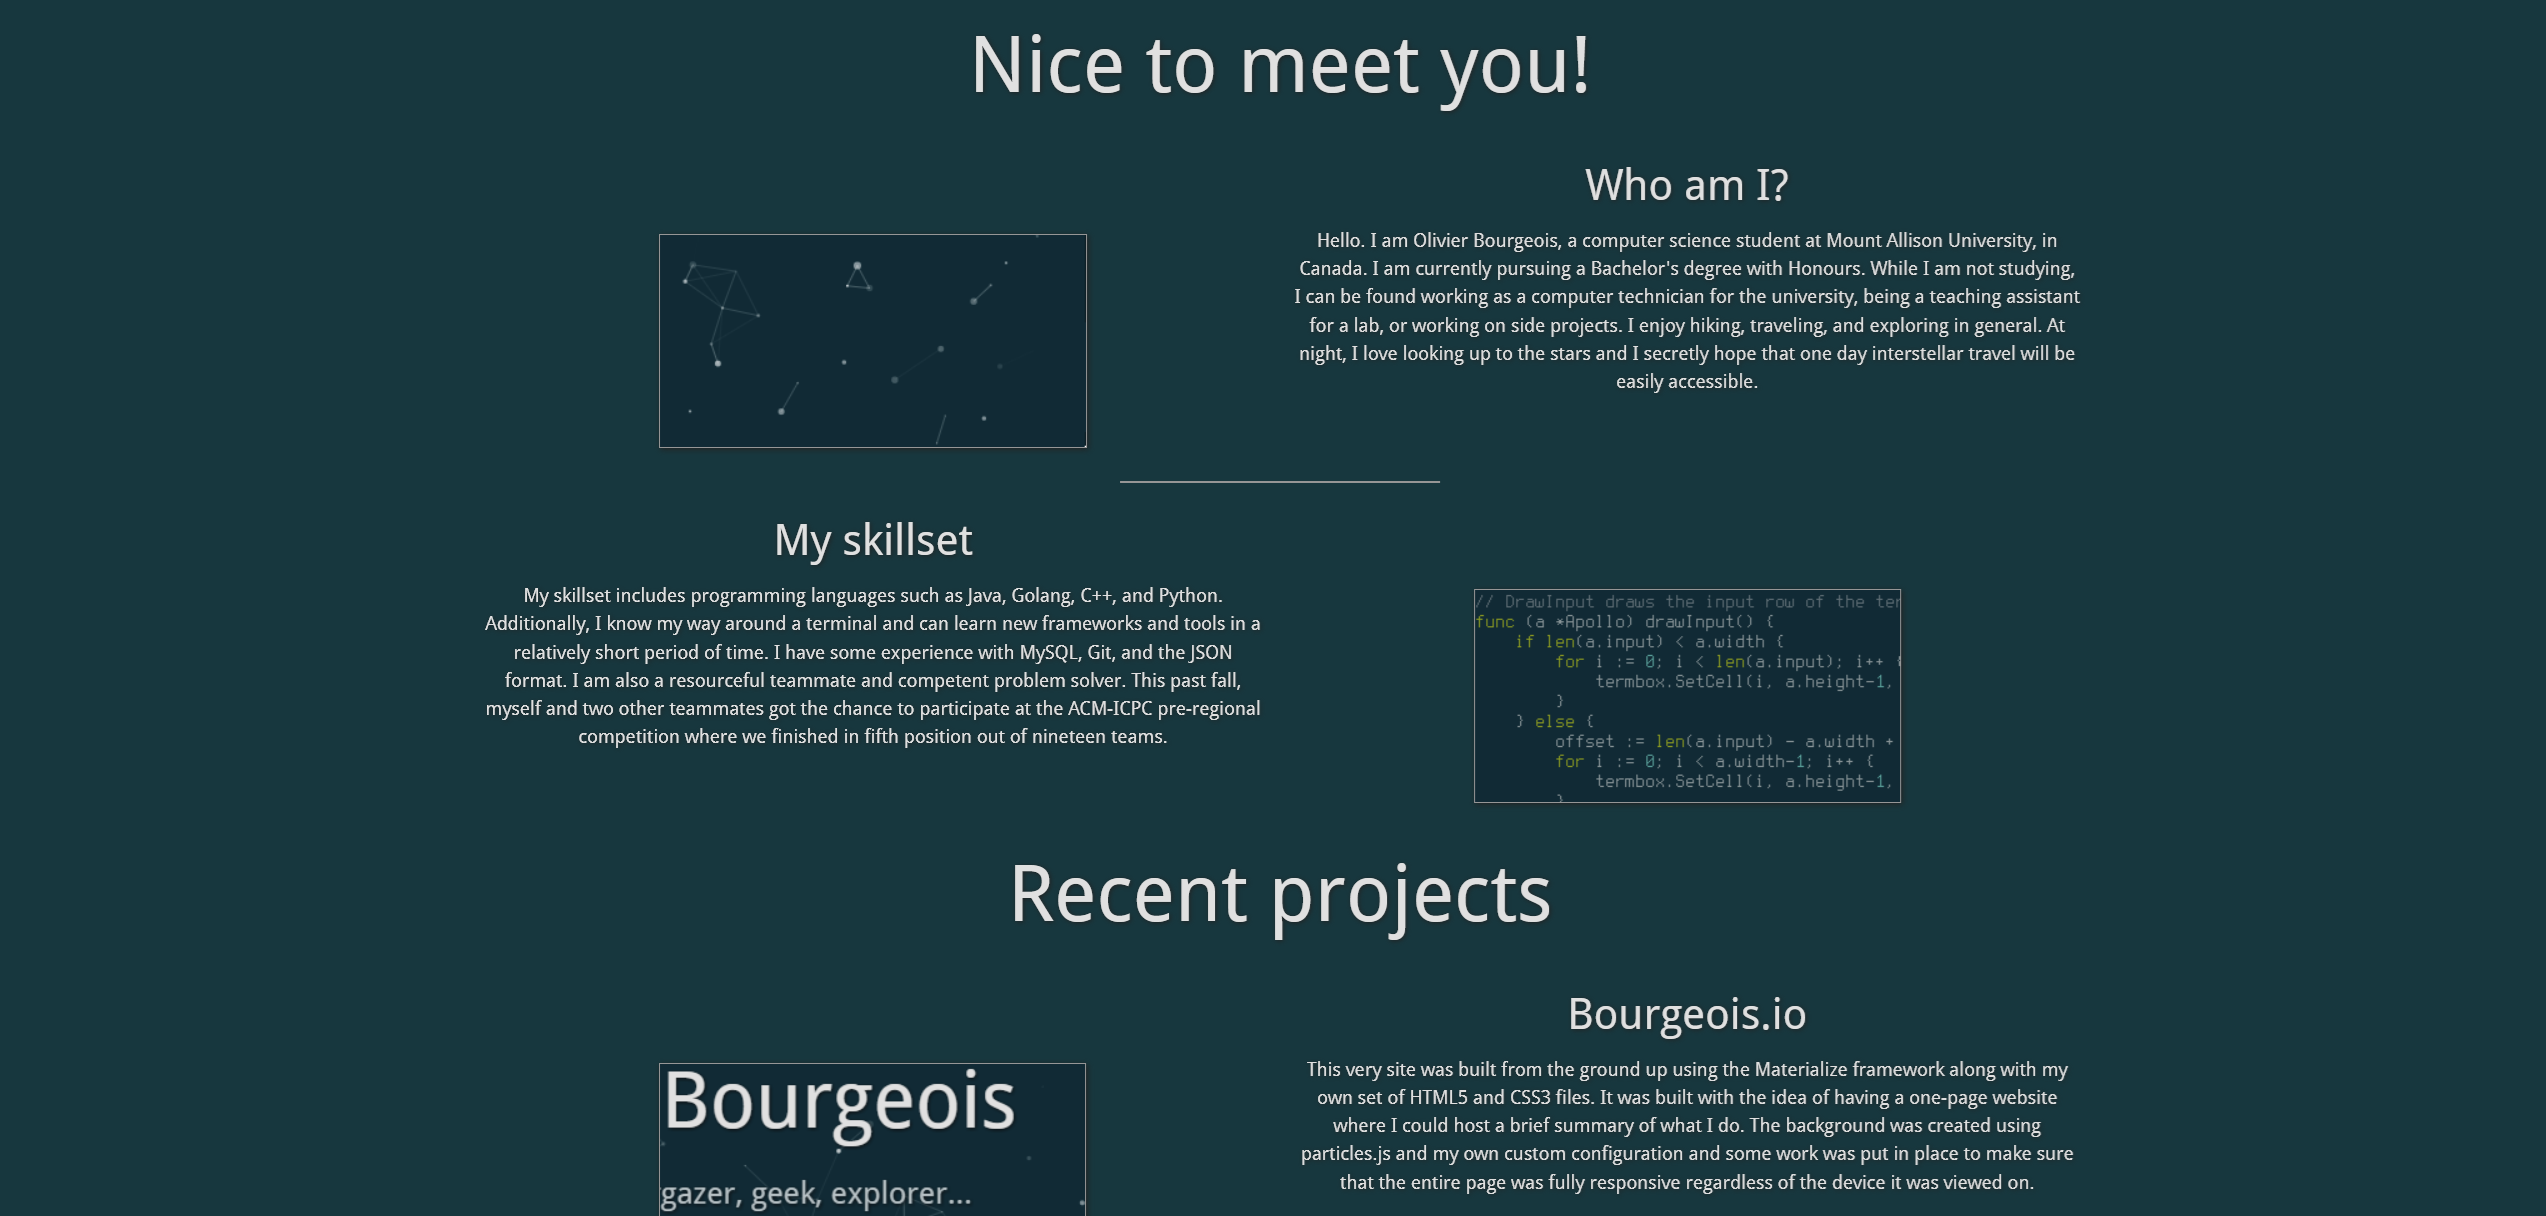 Nice to meet you!
Who am I?
Hello. I am Olivier Bourgeois, a computer science student at Mount Allison University, in
Canada. I am currently pursuing a Bachelor's degree with Honours. While I am not studying,
I can be found working as a computer technician for the university, being a teaching assistant
for a lab, or working on side projects. I enjoy hiking, traveling, and exploring in general. At
night, I love looking up to the stars and I secretly hope that one day interstellar travel will be
easily accessible.
My skillset
My skillset includes programming languages such as Java, Golang, C++, and Python.
Additionally, I know my way around a terminal and can learn new frameworks and tools in a
relatively short period of time. I have some experience with MySQL, Git, and the JSON
format. I am also a resourceful teammate and competent problem solver. This past fall,
myself and two other teammates got the chance to participate at the ACM-ICPC pre-regional
competition where we finished in fifth position out of nineteen teams.
// DrawInput draws the input row of the ter
func (a *Apollo) drawInput() {
if len(a.input) < a.width {
for i := 0; i < len(a.input); i++ {
termbox.SetCell(i, a.height-1,
}
} else {
offset := len(a.input) - a.width +
for i := 0; i < a.width-1; i++ {
termbox.SetCell(i, a.height-1,
}
Recent projects
Bourgeois.io
This very site was built from the ground up using the Materialize framework along with my
own set of HTML5 and CSS3 files. It was built with the idea of having a one-page website
where I could host a brief summary of what I do. The background was created using
particles.js and my own custom configuration and some work was put in place to make sure
that the entire page was fully responsive regardless of the device it was viewed on.
Bourgeois
gazer, geek, explorer...